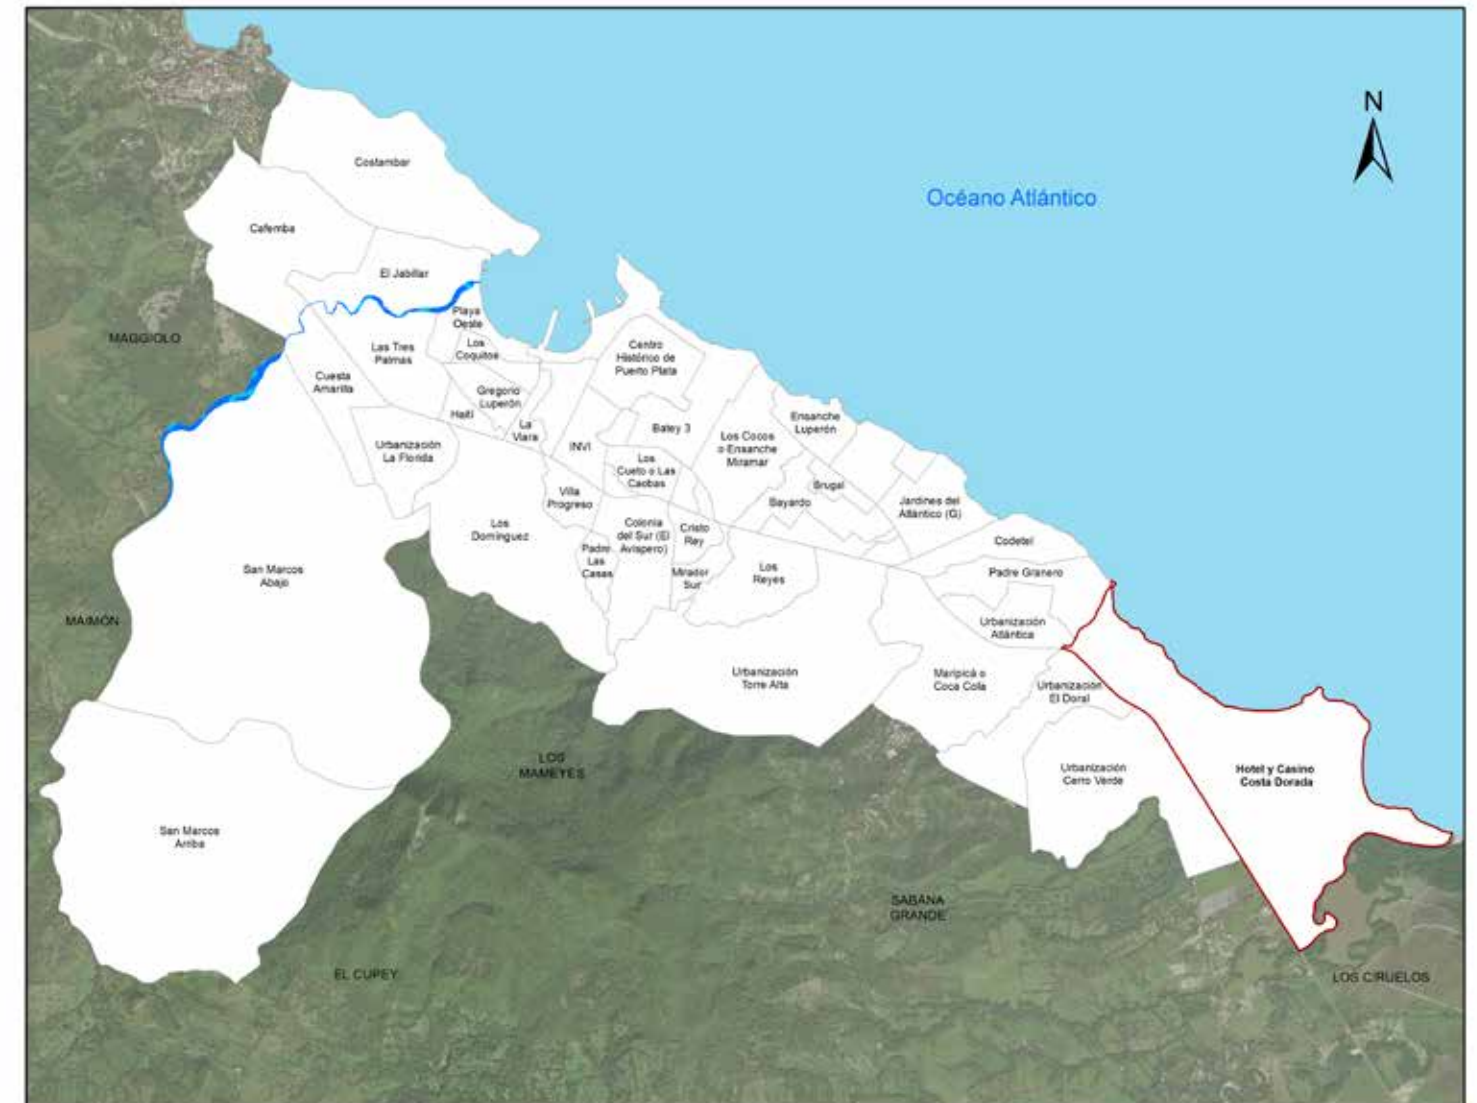 N
Costambar
Océano Atlántico
Cafemba
El Jabillar
Playa
Oeste
MAGGIOLO
Las Tres
Palmas
Los
Coquitos
Centro
Histórico de
Puerto Plata
Cuesta
Amarilla
Gregorio
Luperón
Haití
La
Viara
INVI
Batey 3
Ensanche
Luperón
Los Cocos
o Ensanche
Miramar
Urbanización
La Florida
Los
Cueto o Las
Caobas
Brugal
Bayardo
Villa
Progreso
Jardines del
Atlántico (G)
Los
Domínguez
Colonia
del Sur (El
Avispero)
Cristo
Rey
Codetel
Padre
Las
Casas
Mirador
Sur
Los
Reyes
Padre Granero
San Marcos
Abajo
MAIMÓN
Urbanización
Atlántica
Urbanización
Torre Alta
Maripicá o
Coca Cola
Urbanización
El Doral
LOS
MAMEYES
Urbanización
Cerro Verde
Hotel y Casino
Costa Dorada
San Marcos
Arriba
SABANA
GRANDE
EL CUPEY
LOS CIRUELOS